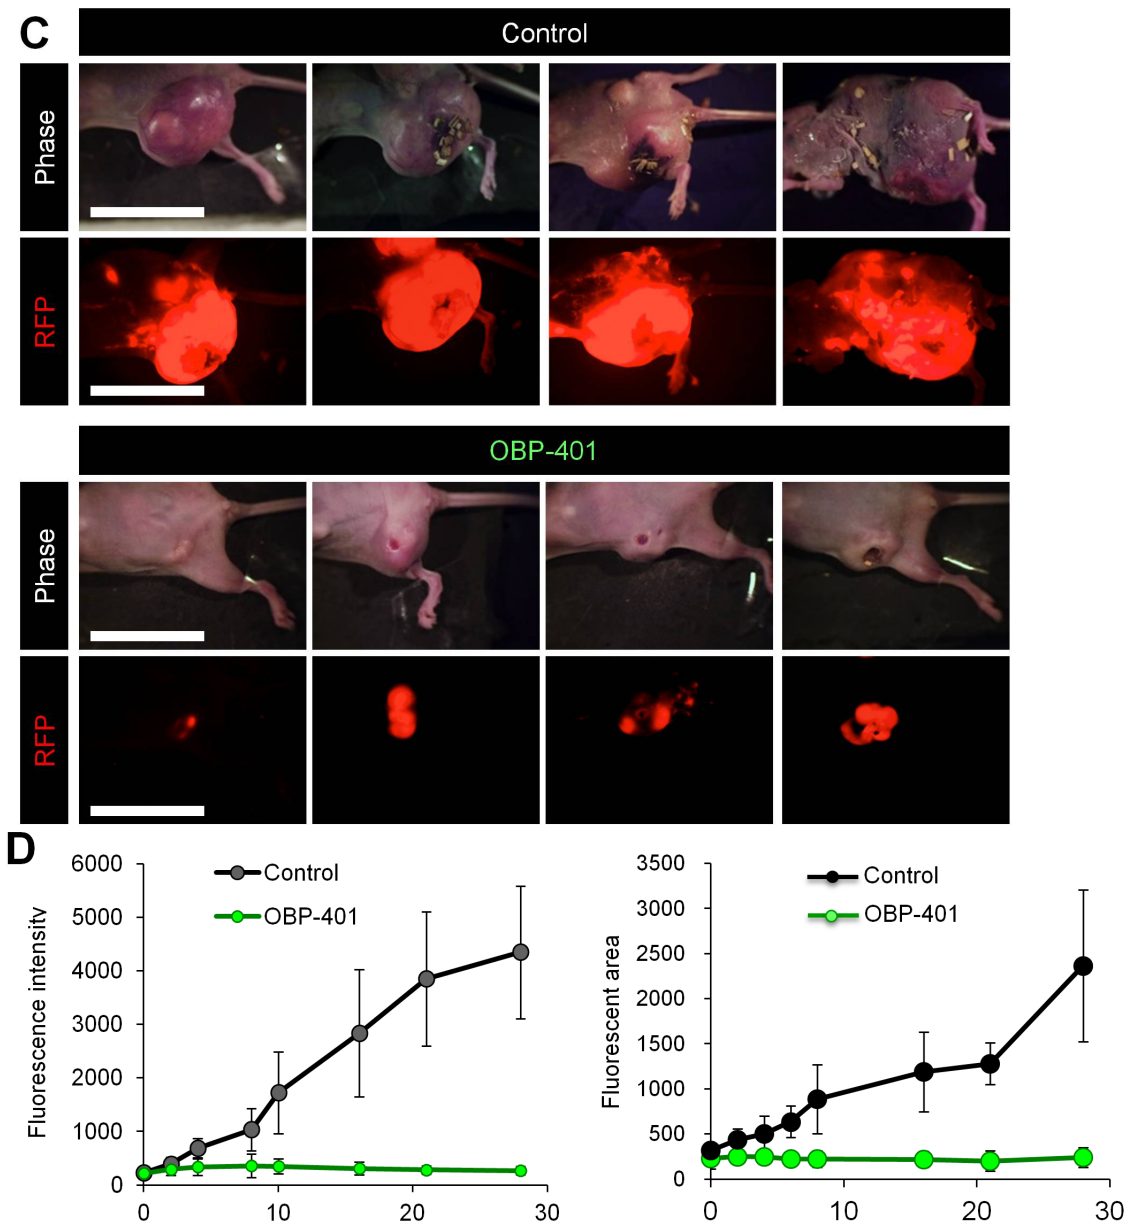 C
Control
Phase
RFP
OBP-401
Phase
RFP
D
6000
5000
4000
3000
2000
1000
0
Fluorescence intensity
Control
OBP-401
0
10
20
30
3500
3000
2500
2000
1500
1000
500
0
Fluorescent area
Control
OBP-401
0
10
20
30